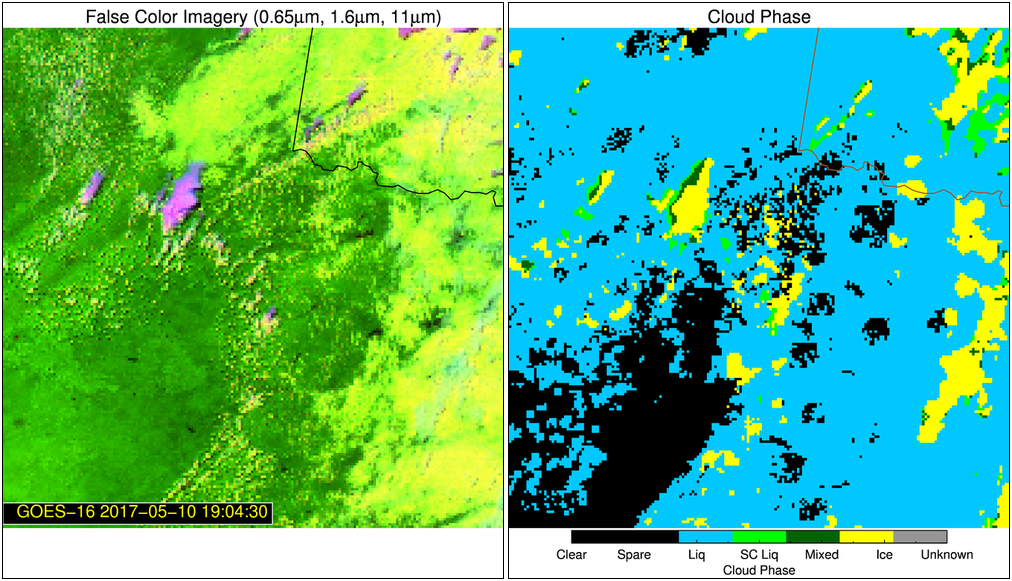 False Color Imagery (0.65μm, 1.6μm, 11μm)
Cloud Phase
GOES−16 2017−05−10 19:04:30
Clear Spare Liq SC Liq Mixed Ice Unknown
Cloud Phase